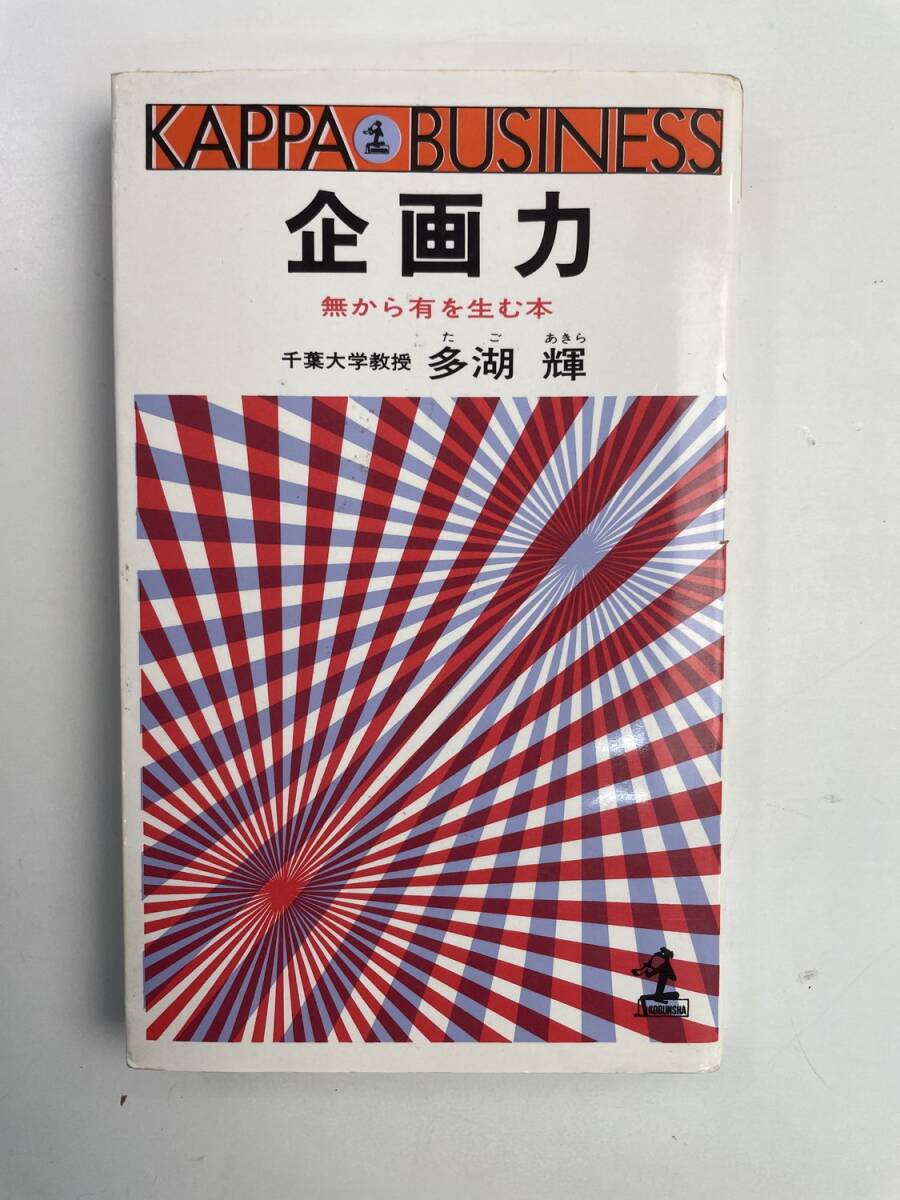 KAPPA BUSINESS
企画力
無から有を生む本
たご あきら
千葉大学教授 多湖 輝
KOBUNSHA